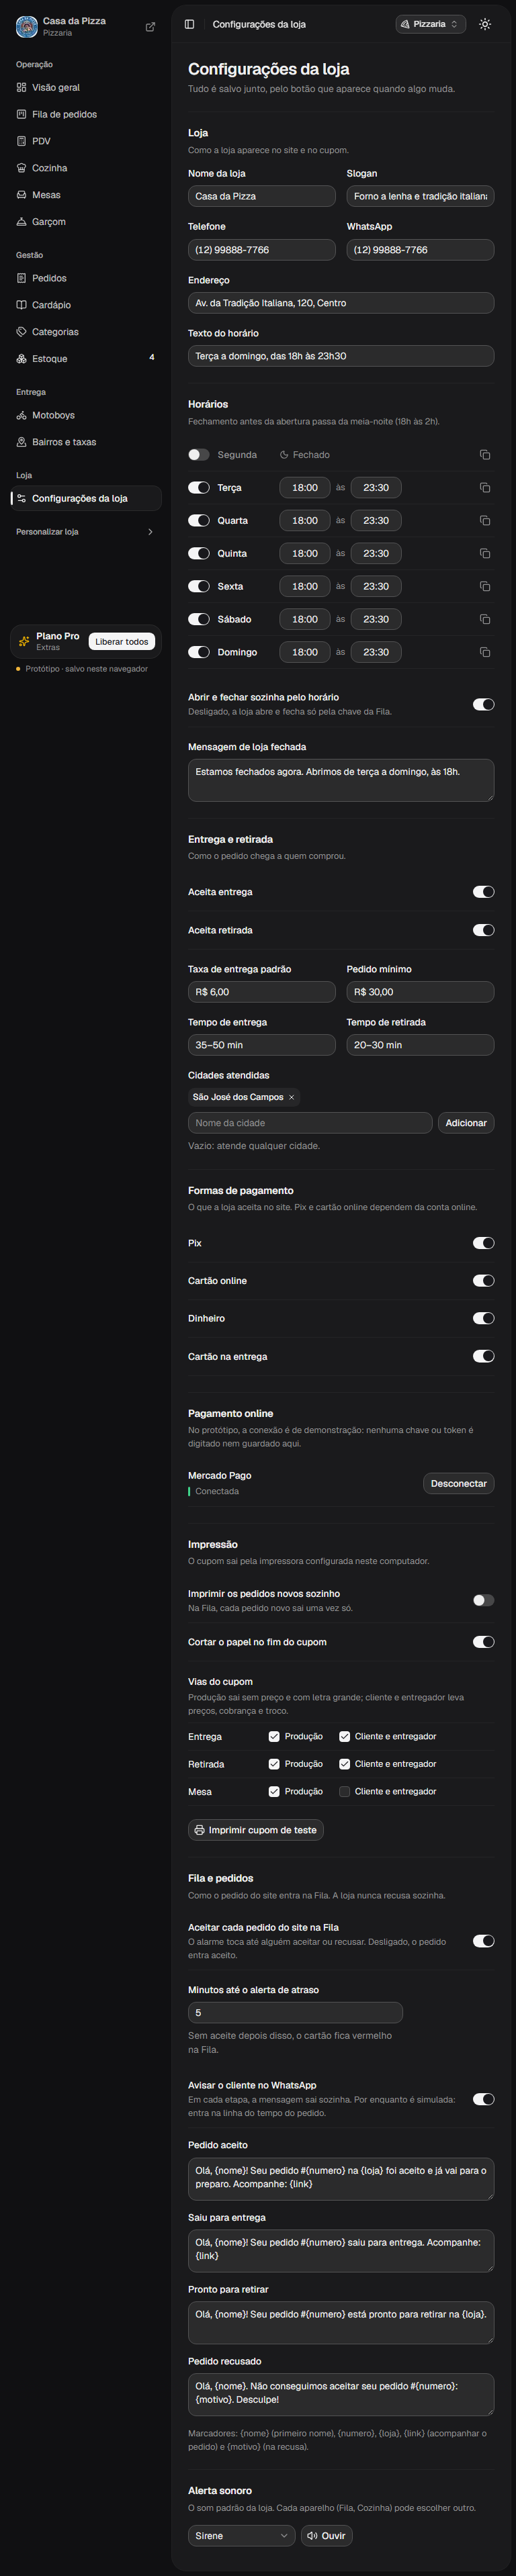 Casa da Pizza
Pizzaria
Operação
Visão geral
Fila de pedidos
PDV
Cozinha
Mesas
Garçom
Gestão
Pedidos
Cardápio
Categorias
Estoque 4
Entrega
Motoboys
Bairros e taxas
Loja
Configurações da loja
Personalizar loja
Plano Pro
Extras
Liberar todos
Protótipo · salvo neste navegador
Configurações da loja
Pizzaria
Configurações da loja
Tudo é salvo junto, pelo botão que aparece quando algo muda.
Loja
Como a loja aparece no site e no cupom.
Nome da loja Slogan
Casa da Pizza Forno a lenha e tradição italiana
Telefone WhatsApp
(12) 99888-7766 (12) 99888-7766
Endereço
Av. da Tradição Italiana, 120, Centro
Texto do horário
Terça a domingo, das 18h às 23h30
Horários
Fechamento antes da abertura passa da meia-noite (18h às 2h).
Segunda Fechado
Terça 18:00 às 23:30
Quarta 18:00 às 23:30
Quinta 18:00 às 23:30
Sexta 18:00 às 23:30
Sábado 18:00 às 23:30
Domingo 18:00 às 23:30
Abrir e fechar sozinha pelo horário
Desligado, a loja abre e fecha só pela chave da Fila.
Mensagem de loja fechada
Estamos fechados agora. Abrimos de terça a domingo, às 18h.
Entrega e retirada
Como o pedido chega a quem comprou.
Aceita entrega
Aceita retirada
Taxa de entrega padrão Pedido mínimo
R$ 6,00 R$ 30,00
Tempo de entrega Tempo de retirada
35–50 min 20–30 min
Cidades atendidas
São José dos Campos ×
Nome da cidade Adicionar
Vazio: atende qualquer cidade.
Formas de pagamento
O que a loja aceita no site. Pix e cartão online dependem da conta online.
Pix
Cartão online
Dinheiro
Cartão na entrega
Pagamento online
No protótipo, a conexão é de demonstração: nenhuma chave ou token é
digitado nem guardado aqui.
Mercado Pago
Conectada
Desconectar
Impressão
O cupom sai pela impressora configurada neste computador.
Imprimir os pedidos novos sozinho
Na Fila, cada pedido novo sai uma vez só.
Cortar o papel no fim do cupom
Vias do cupom
Produção sai sem preço e com letra grande; cliente e entregador leva
preços, cobrança e troco.
Entrega Produção Cliente e entregador
Retirada Produção Cliente e entregador
Mesa Produção Cliente e entregador
Imprimir cupom de teste
Fila e pedidos
Como o pedido do site entra na Fila. A loja nunca recusa sozinha.
Aceitar cada pedido do site na Fila
O alarme toca até alguém aceitar ou recusar. Desligado, o pedido
entra aceito.
Minutos até o alerta de atraso
5
Sem aceite depois disso, o cartão fica vermelho
na Fila.
Avisar o cliente no WhatsApp
Em cada etapa, a mensagem sai sozinha. Por enquanto é simulada:
entra na linha do tempo do pedido.
Pedido aceito
Olá, {nome}! Seu pedido #{numero} na {loja} foi aceito e já vai para o
preparo. Acompanhe: {link}
Saiu para entrega
Olá, {nome}! Seu pedido #{numero} saiu para entrega. Acompanhe:
{link}
Pronto para retirar
Olá, {nome}! Seu pedido #{numero} está pronto para retirar na {loja}.
Pedido recusado
Olá, {nome}. Não conseguimos aceitar seu pedido #{numero}:
{motivo}. Desculpe!
Marcadores: {nome} (primeiro nome), {numero}, {loja}, {link} (acompanhar o
pedido) e {motivo} (na recusa).
Alerta sonoro
O som padrão da loja. Cada aparelho (Fila, Cozinha) pode escolher outro.
Sirene Ouvir